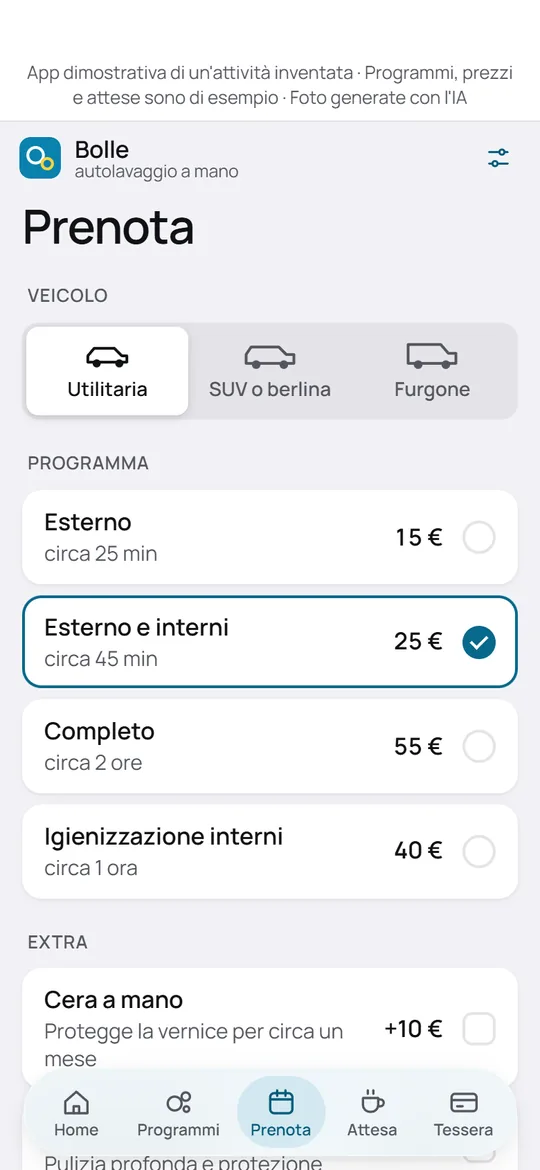 App dimostrativa di un'attività inventata · Programmi, prezzi
e attese sono di esempio · Foto generate con l'IA
Bolle
autolavaggio a mano
Prenota
VEICOLO
Utilitaria
SUV o berlina
Furgone
PROGRAMMA
Esterno
circa 25 min
15 €
Esterno e interni
circa 45 min
25 €
Completo
circa 2 ore
55 €
Igienizzazione interni
circa 1 ora
40 €
EXTRA
Cera a mano
Protegge la vernice per circa un
mese
+10 €
Home
Programmi
Prenota
Attesa
Tessera
Pulizia profonda e protezione